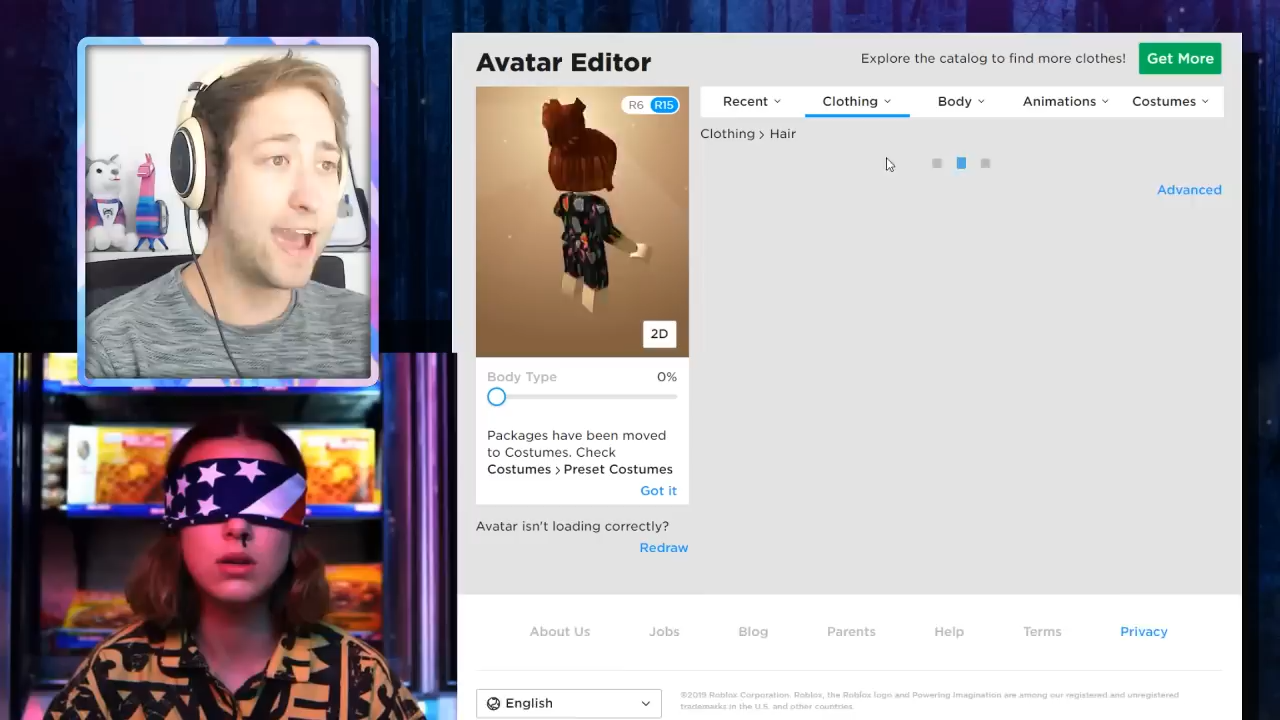 Avatar Editor
Explore the catalog to find more clothes!
Get More
R6 R15
Recent
Clothing
Body
Animations
Costumes
Clothing > Hair
Advanced
2D
Body Type 0%
Packages have been moved
to Costumes. Check
Costumes > Preset Costumes
Got it
Avatar isn't loading correctly?
Redraw
About Us
Jobs
Blog
Parents
Help
Terms
Privacy
English
©2019 Roblox Corporation. Roblox, the Roblox logo and Powering Imagination are among our registered and unregistered
trademarks in the U.S. and other countries.